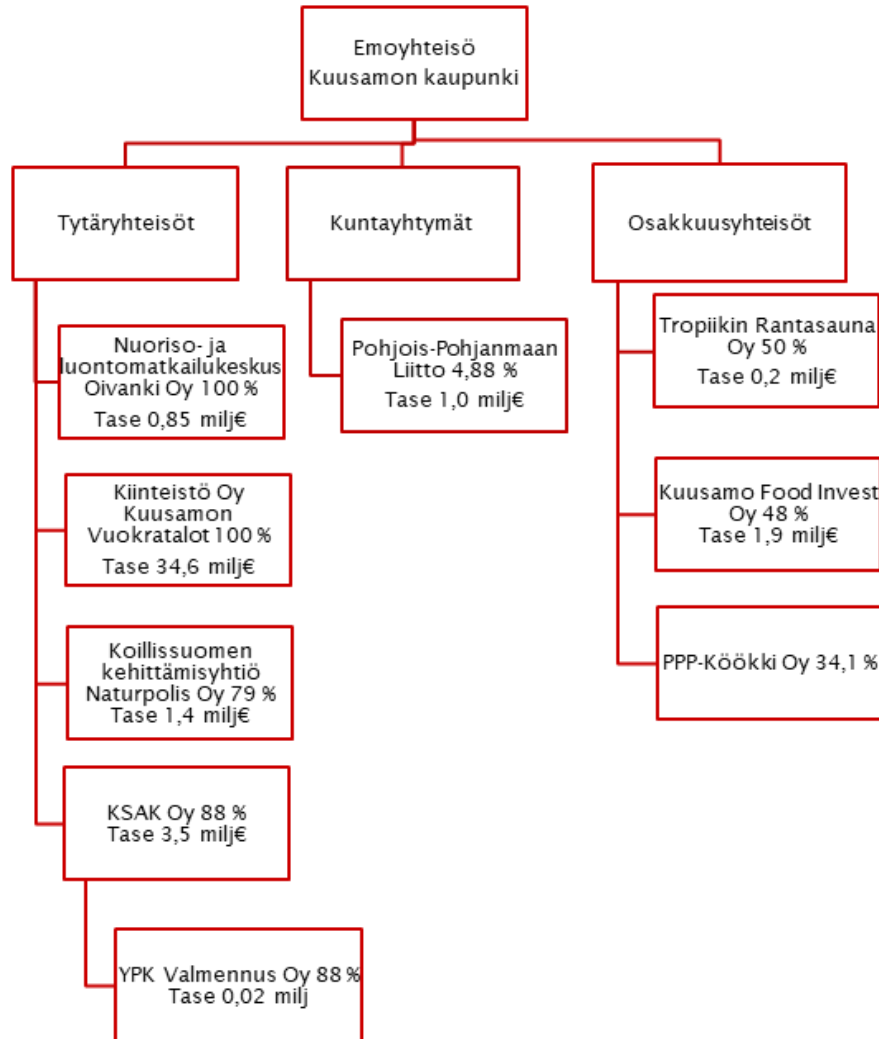 Emoyhteisö
Kuusamon kaupunki
Tytäryhteisöt
Kuntayhtymät
Osakkuusyhteisöt
Nuoriso- ja
luontomatkailukeskus
Oivanki Oy 100 %
Tase 0,85 milj€
Kiinteistö Oy
Kuusamon
Vuokratalot 100 %
Tase 34,6 milj€
Koillissuomen
kehittämisyhtiö
Naturpolis Oy 79 %
Tase 1,4 milj€
KSAK Oy 88 %
Tase 3,5 milj€
YPK Valmennus Oy 88 %
Tase 0,02 milj
Pohjois-Pohjanmaan
Liitto 4,88 %
Tase 1,0 milj€
Tropiikin Rantasauna
Oy 50 %
Tase 0,2 milj€
Kuusamo Food Invest
Oy 48 %
Tase 1,9 milj€
PPP-Köökki Oy 34,1 %